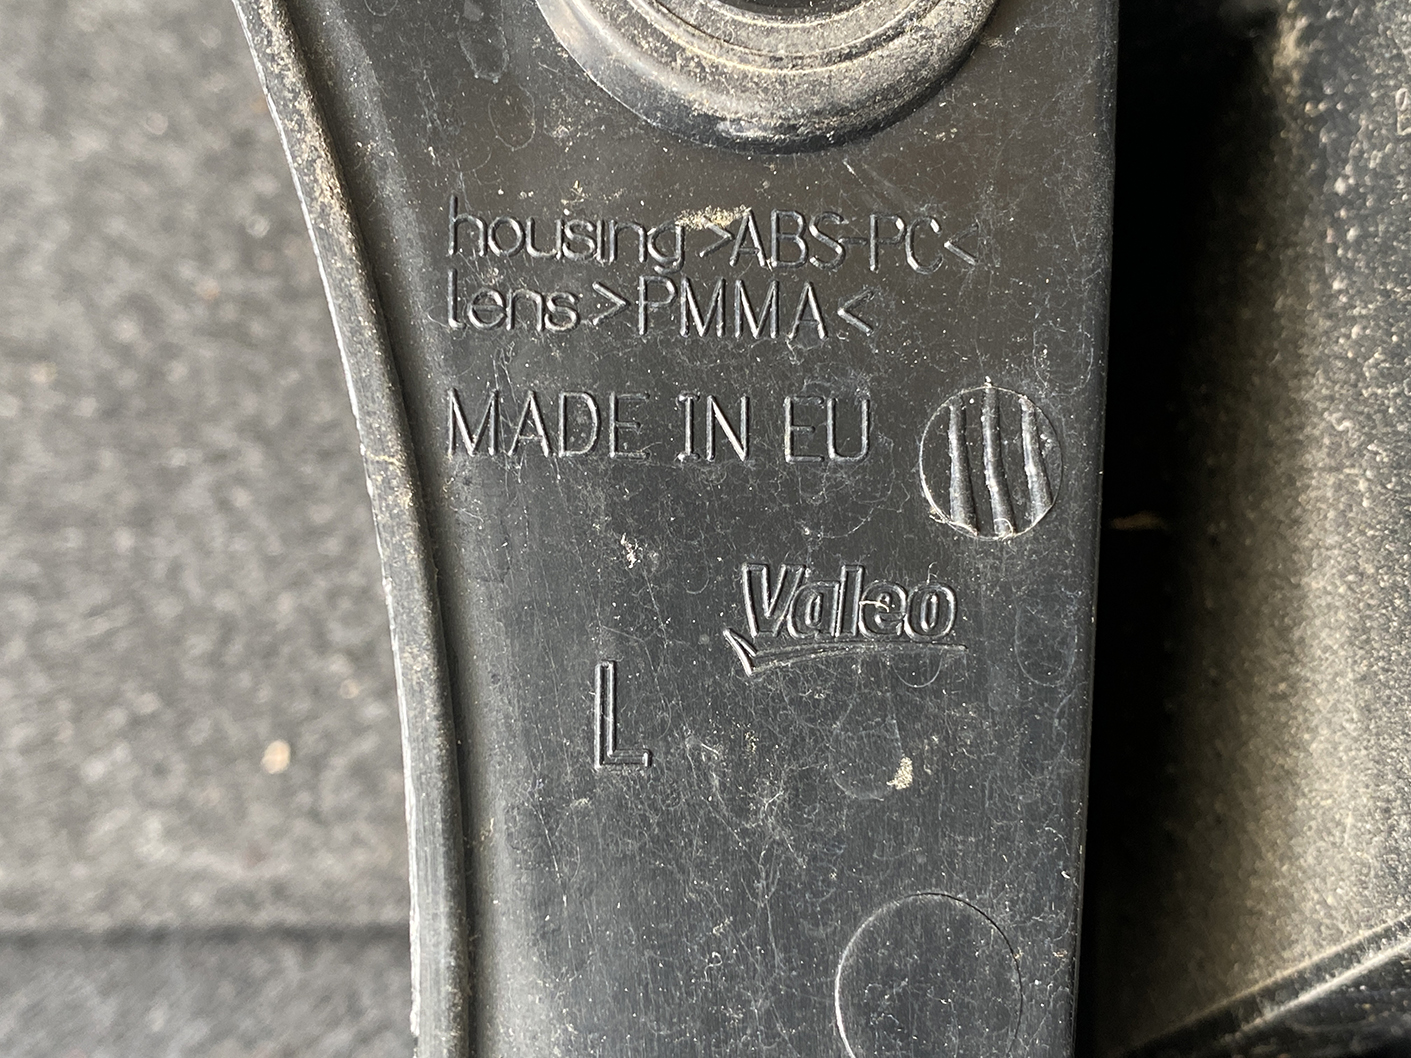 housing>ABS-PC<
lens>PMMA<
MADE IN EU
Valeo
L